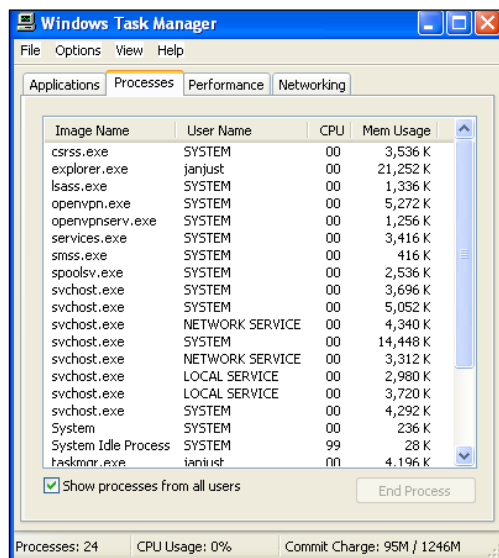 Windows Task Manager
File Options View Help
Applications Processes Performance Networking
Image Name User Name CPU Mem Usage
csrss.exe SYSTEM 00 3,536 K
explorer.exe janjust 00 21,252 K
lsass.exe SYSTEM 00 1,336 K
openvpn.exe SYSTEM 00 5,272 K
openvpnserv.exe SYSTEM 00 1,256 K
services.exe SYSTEM 00 3,416 K
smss.exe SYSTEM 00 416 K
spoolsv.exe SYSTEM 00 2,536 K
svchost.exe SYSTEM 00 3,696 K
svchost.exe SYSTEM 00 5,052 K
svchost.exe NETWORK SERVICE 00 4,340 K
svchost.exe SYSTEM 00 14,448 K
svchost.exe NETWORK SERVICE 00 3,312 K
svchost.exe LOCAL SERVICE 00 2,980 K
svchost.exe LOCAL SERVICE 00 3,720 K
svchost.exe SYSTEM 00 4,292 K
System SYSTEM 00 236 K
System Idle Process SYSTEM 99 28 K
taskmgr.exe janjust 00 4,196 K
Show processes from all users
End Process
Processes: 24 CPU Usage: 0% Commit Charge: 95M / 1246M